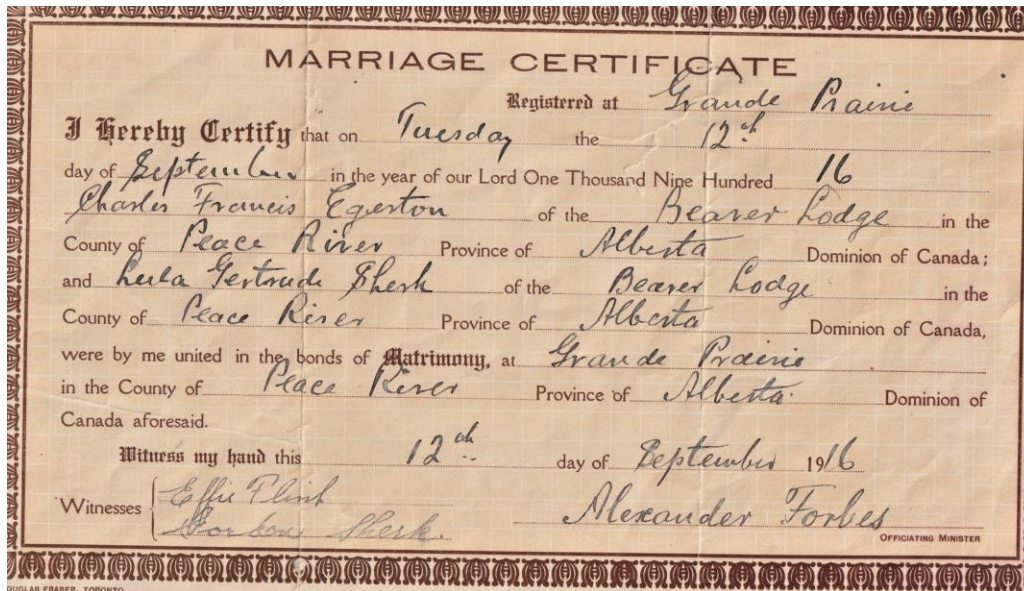 MARRIAGE CERTIFICATE
Registered at Grande Prairie
I Hereby Certify that on Tuesday the 12th
day of September in the year of our Lord One Thousand Nine Hundred 16
Charles Francis Egerton of the Beaver Lodge in the
County of Peace River Province of Alberta Dominion of Canada;
and Lula Gertrude Sherk of the Beaver Lodge in the
County of Peace River Province of Alberta Dominion of Canada,
were by me united in the bonds of Matrimony, at Grande Prairie
in the County of Peace River Province of Alberta Dominion of
Canada aforesaid.
Witness my hand this 12th day of September 1916
Witnesses Effie Flint
Sherk. Alexander Forbes
OFFICIATING MINISTER
DOUGLAS FRASER, TORONTO